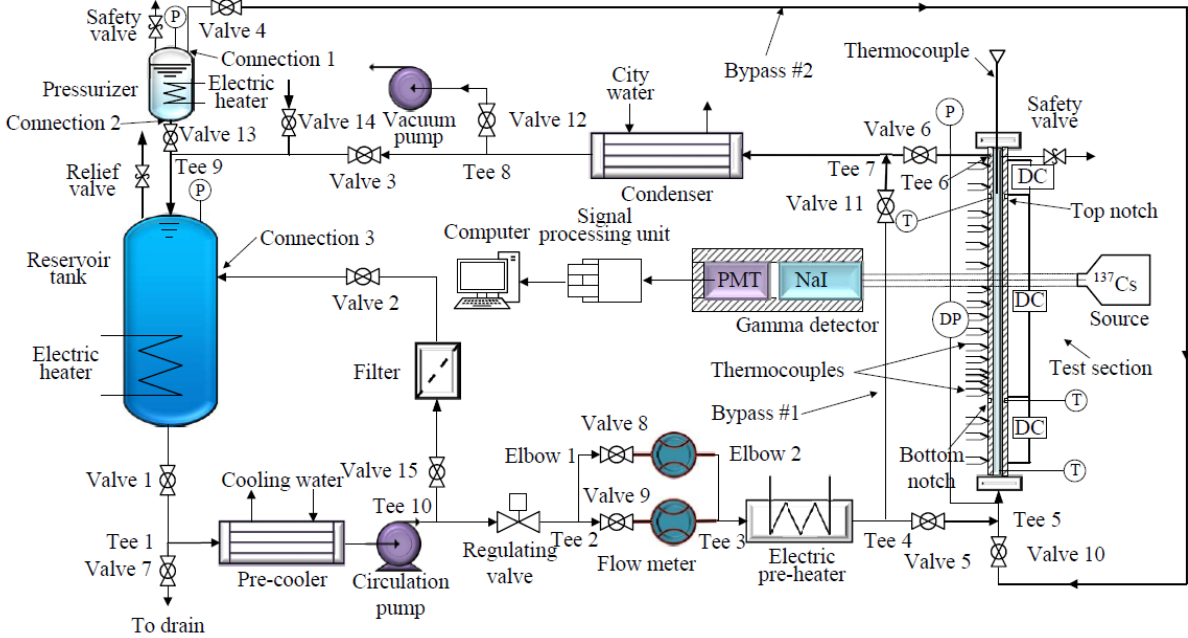 Safety
valve
P
Valve 4
Connection 1
Pressurizer
Electric
heater
Connection 2
Valve 13
Valve 14
Vacuum
pump
Valve 12
City
water
Bypass #2
Thermocouple
P
Valve 6
Safety
valve
Tee 9
Relief
valve
P
Valve 3
Tee 8
Condenser
Tee 7
Tee 6
DC
Valve 11
T
Top notch
Connection 3
Reservoir
tank
Computer
Signal
processing unit
Valve 2
PMT
NaI
Gamma detector
137Cs
Source
DC
DP
Electric
heater
Filter
Thermocouples
Test section
Bypass #1
T
Valve 8
Elbow 1
Elbow 2
DC
Bottom
notch
T
Valve 1
Cooling water
Valve 15
Tee 10
Valve 9
Tee 1
Valve 7
Pre-cooler
Circulation
pump
Regulating
valve
Tee 2
Flow meter
Tee 3
Electric
pre-heater
Tee 4
Valve 5
Tee 5
Valve 10
To drain